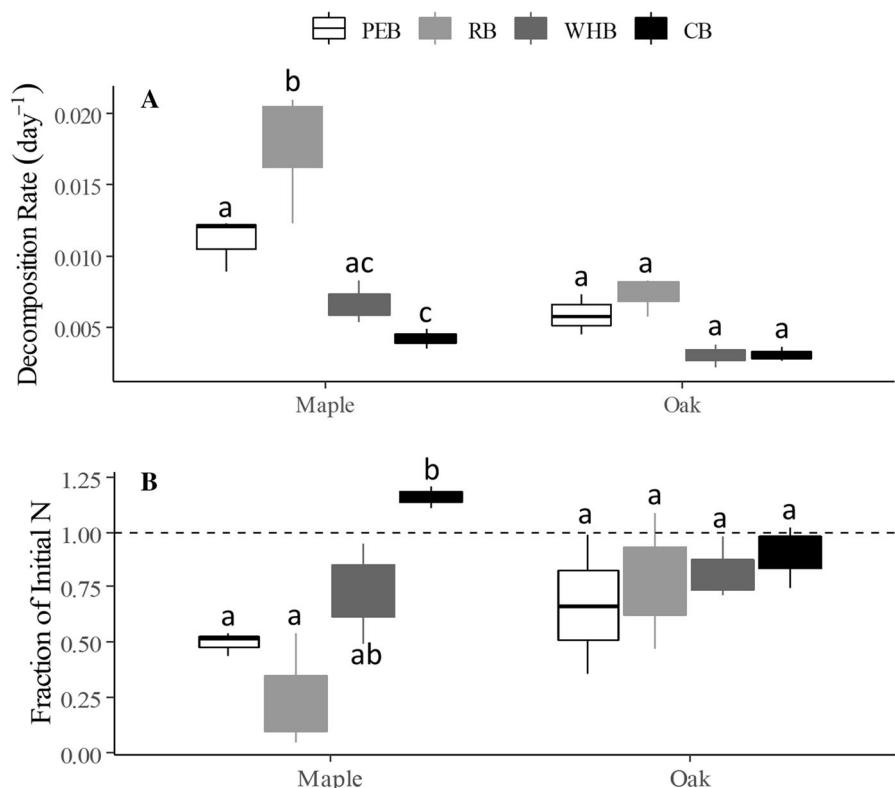 PEB RB WHB CB
A
Decomposition Rate (day⁻¹)
0.020
0.015
0.010
0.005
a b ac c a a a a
Maple Oak
B
Fraction of Initial N
1.25
1.00
0.75
0.50
0.25
0.00
a a ab b a a a a
Maple Oak